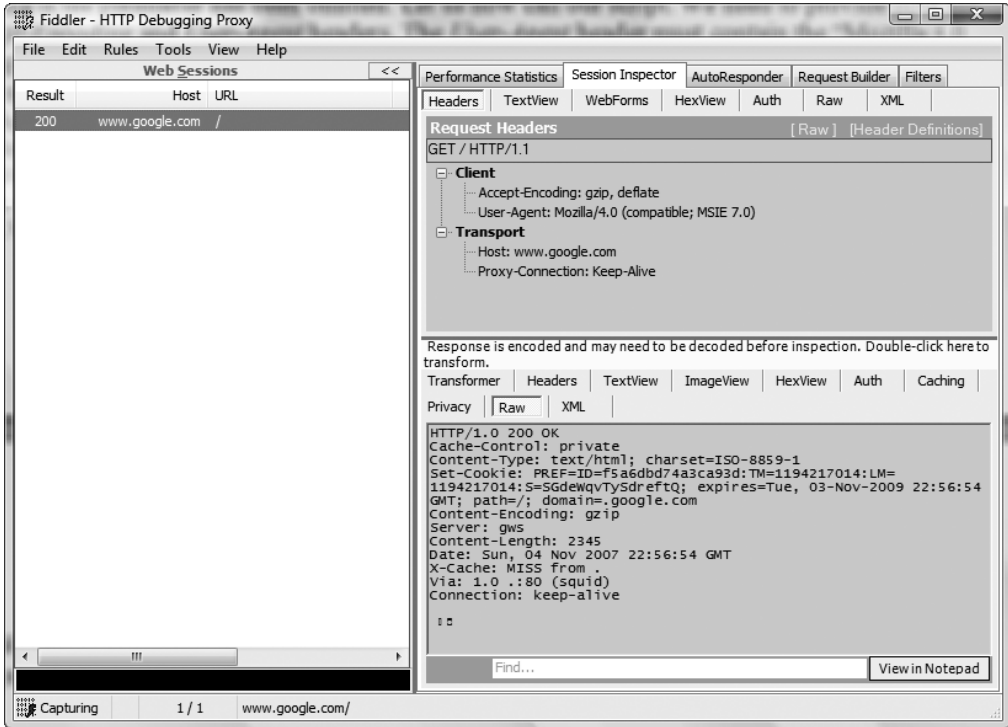 Fiddler - HTTP Debugging Proxy
File Edit Rules Tools View Help
Web Sessions <<
Result Host URL
200 www.google.com /
Performance Statistics Session Inspector AutoResponder Request Builder Filters
Headers TextView WebForms HexView Auth Raw XML
Request Headers [ Raw ] [Header Definitions]
GET / HTTP/1.1
Client
Accept-Encoding: gzip, deflate
User-Agent: Mozilla/4.0 (compatible; MSIE 7.0)
Transport
Host: www.google.com
Proxy-Connection: Keep-Alive
Response is encoded and may need to be decoded before inspection. Double-click here to
transform.
Transformer Headers TextView ImageView HexView Auth Caching
Privacy Raw XML
HTTP/1.0 200 OK
Cache-Control: private
Content-Type: text/html; charset=ISO-8859-1
Set-Cookie: PREF=ID=f5a6dbd74a3ca93d:TM=1194217014:LM=
1194217014:S=SGdeWqvTySdreftQ; expires=Tue, 03-Nov-2009 22:56:54
GMT; path=/; domain=.google.com
Content-Encoding: gzip
Server: gws
Content-Length: 2345
Date: Sun, 04 Nov 2007 22:56:54 GMT
X-Cache: MISS from .
Via: 1.0 .:80 (squid)
Connection: keep-alive
Find... View in Notepad
Capturing 1 / 1 www.google.com/